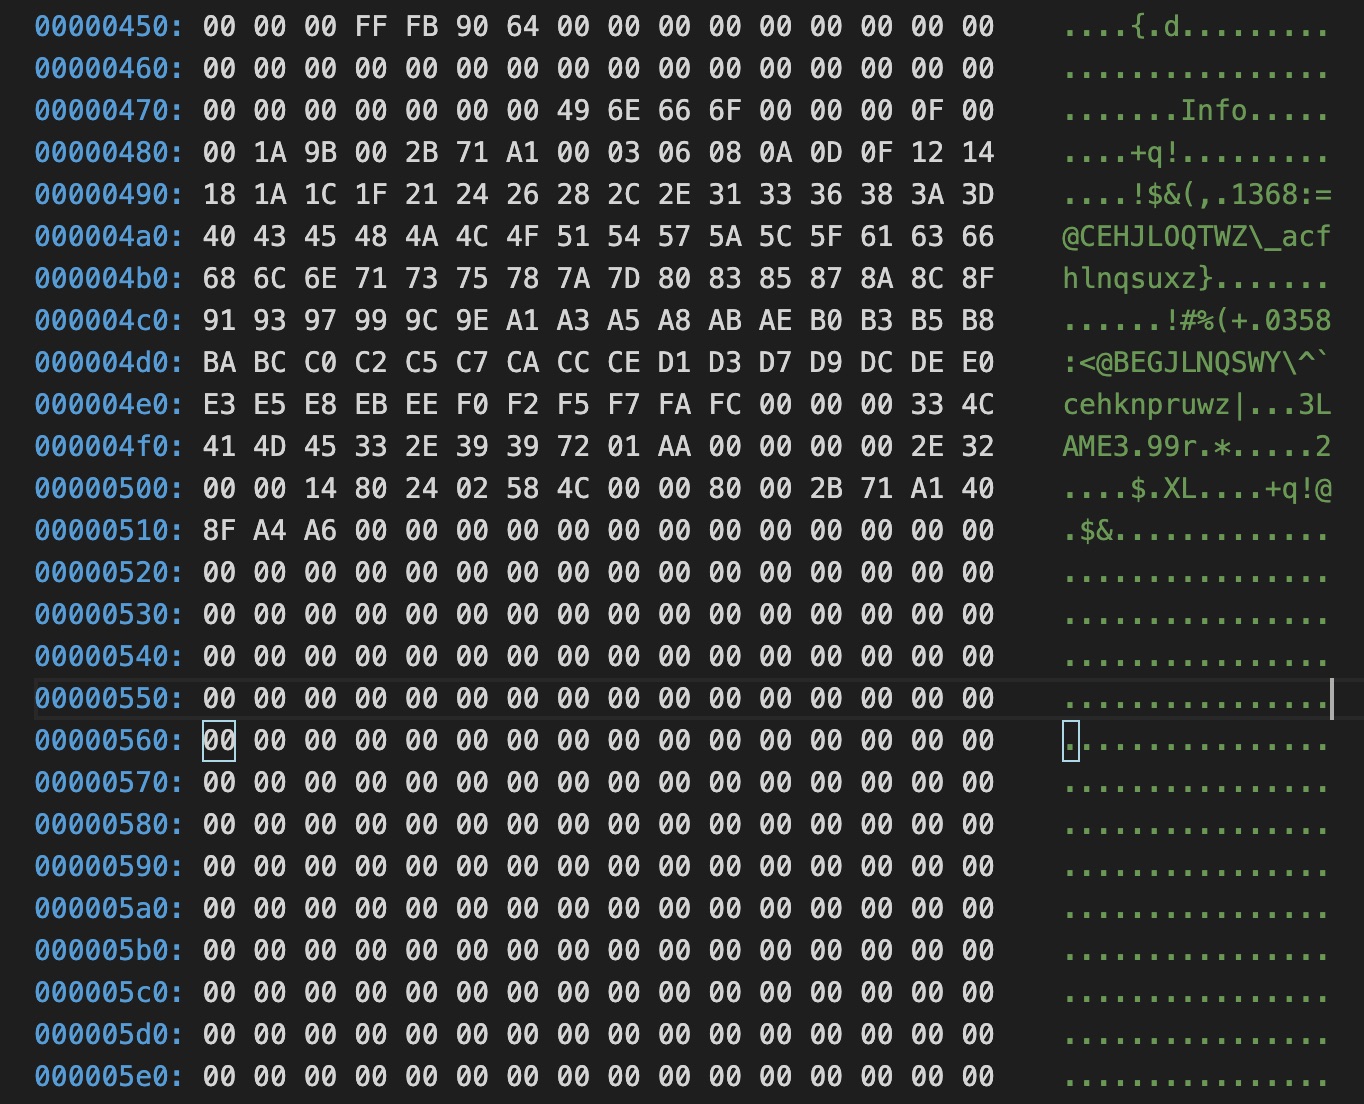 00000450: 00 00 00 FF FB 90 64 00 00 00 00 00 00 00 00 00 ....{.d.........
00000460: 00 00 00 00 00 00 00 00 00 00 00 00 00 00 00 00 ................
00000470: 00 00 00 00 00 00 00 49 6E 66 6F 00 00 00 0F 00 .......Info.....
00000480: 00 1A 9B 00 2B 71 A1 00 03 06 08 0A 0D 0F 12 14 ....+q!.........
00000490: 18 1A 1C 1F 21 24 26 28 2C 2E 31 33 36 38 3A 3D ....!$&(,.1368:=
000004a0: 40 43 45 48 4A 4C 4F 51 54 57 5A 5C 5F 61 63 66 @CEHJLOQTWZ\_acf
000004b0: 68 6C 6E 71 73 75 78 7A 7D 80 83 85 87 8A 8C 8F hlnqsuxz}.......
000004c0: 91 93 97 99 9C 9E A1 A3 A5 A8 AB AE B0 B3 B5 B8 ......!#%(+.0358
000004d0: BA BC C0 C2 C5 C7 CA CC CE D1 D3 D7 D9 DC DE E0 :<@BEGJLNQSWY\^`
000004e0: E3 E5 E8 EB EE F0 F2 F5 F7 FA FC 00 00 00 33 4C cehknpruwz|...3L
000004f0: 41 4D 45 33 2E 39 39 72 01 AA 00 00 00 00 2E 32 AME3.99r.*.....2
00000500: 00 00 14 80 24 02 58 4C 00 00 80 00 2B 71 A1 40 ....$.XL....+q!@
00000510: 8F A4 A6 00 00 00 00 00 00 00 00 00 00 00 00 00 .$&.............
00000520: 00 00 00 00 00 00 00 00 00 00 00 00 00 00 00 00 ................
00000530: 00 00 00 00 00 00 00 00 00 00 00 00 00 00 00 00 ................
00000540: 00 00 00 00 00 00 00 00 00 00 00 00 00 00 00 00 ................
00000550: 00 00 00 00 00 00 00 00 00 00 00 00 00 00 00 00 ................
00000560: 00 00 00 00 00 00 00 00 00 00 00 00 00 00 00 00 ................
00000570: 00 00 00 00 00 00 00 00 00 00 00 00 00 00 00 00 ................
00000580: 00 00 00 00 00 00 00 00 00 00 00 00 00 00 00 00 ................
00000590: 00 00 00 00 00 00 00 00 00 00 00 00 00 00 00 00 ................
000005a0: 00 00 00 00 00 00 00 00 00 00 00 00 00 00 00 00 ................
000005b0: 00 00 00 00 00 00 00 00 00 00 00 00 00 00 00 00 ................
000005c0: 00 00 00 00 00 00 00 00 00 00 00 00 00 00 00 00 ................
000005d0: 00 00 00 00 00 00 00 00 00 00 00 00 00 00 00 00 ................
000005e0: 00 00 00 00 00 00 00 00 00 00 00 00 00 00 00 00 ................